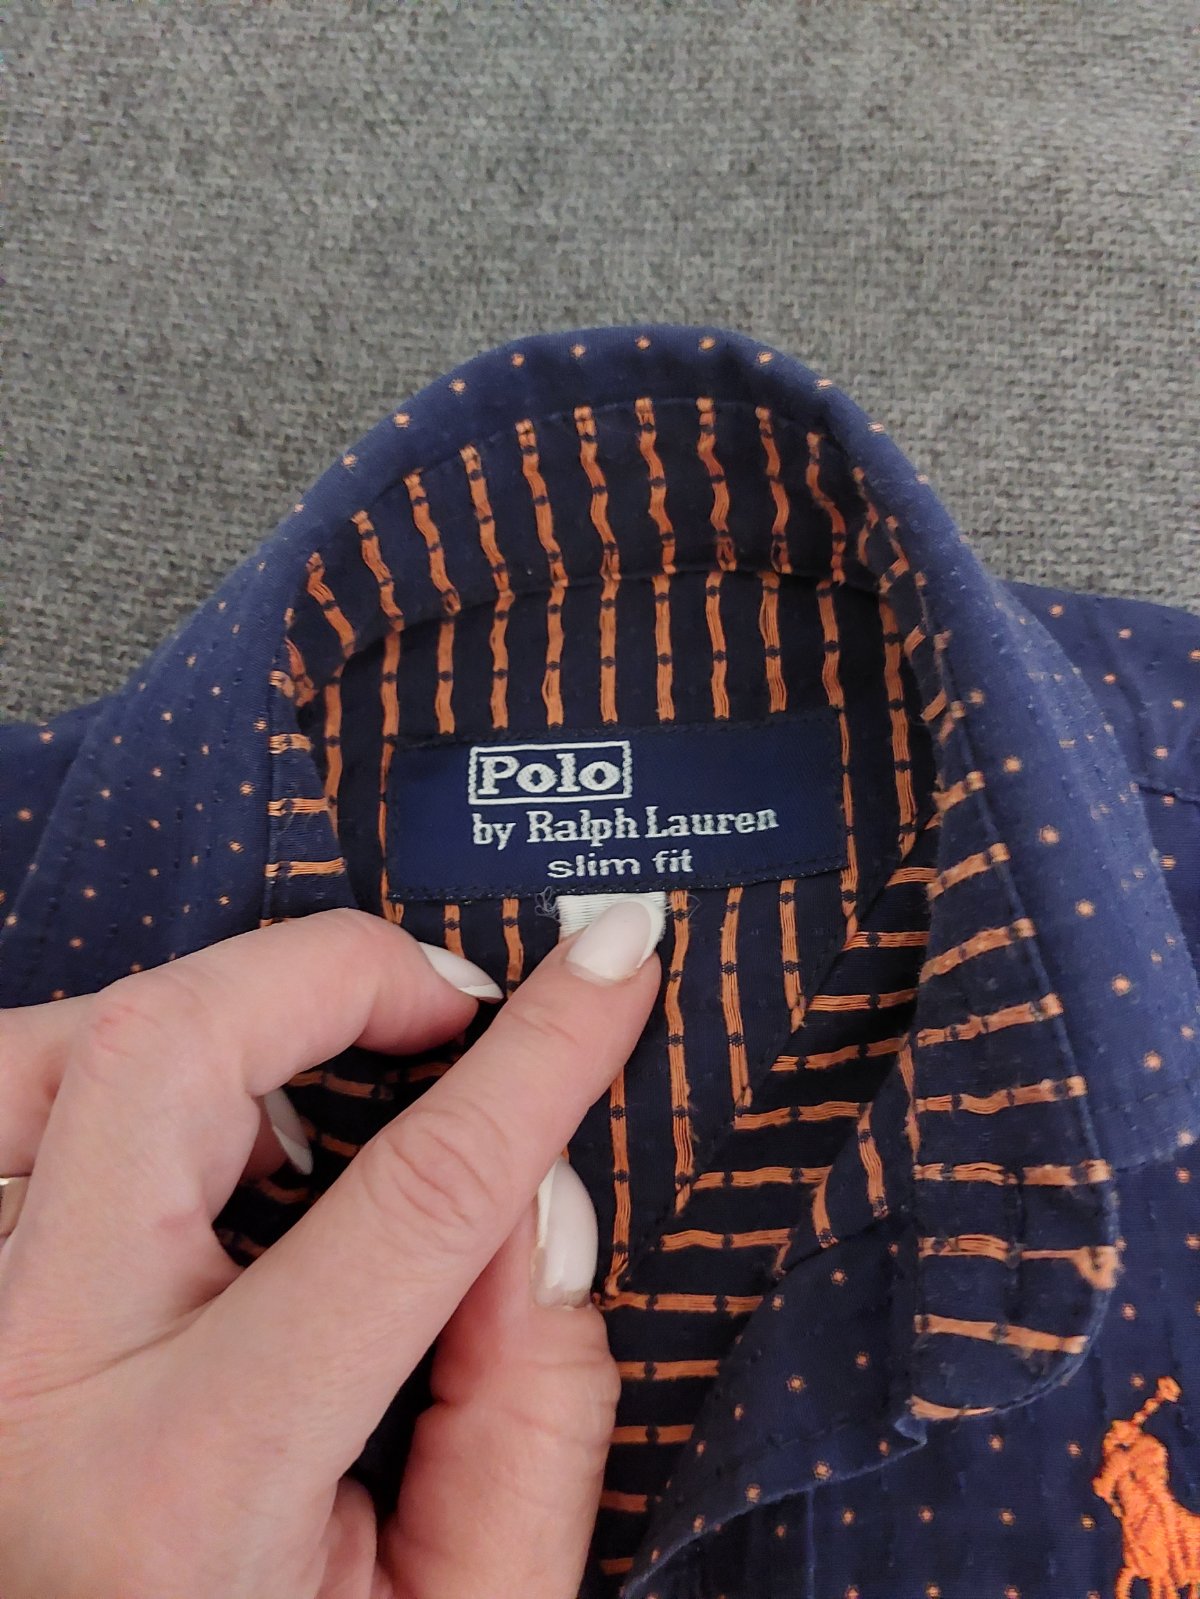 Polo
by Ralph Lauren
slim fit